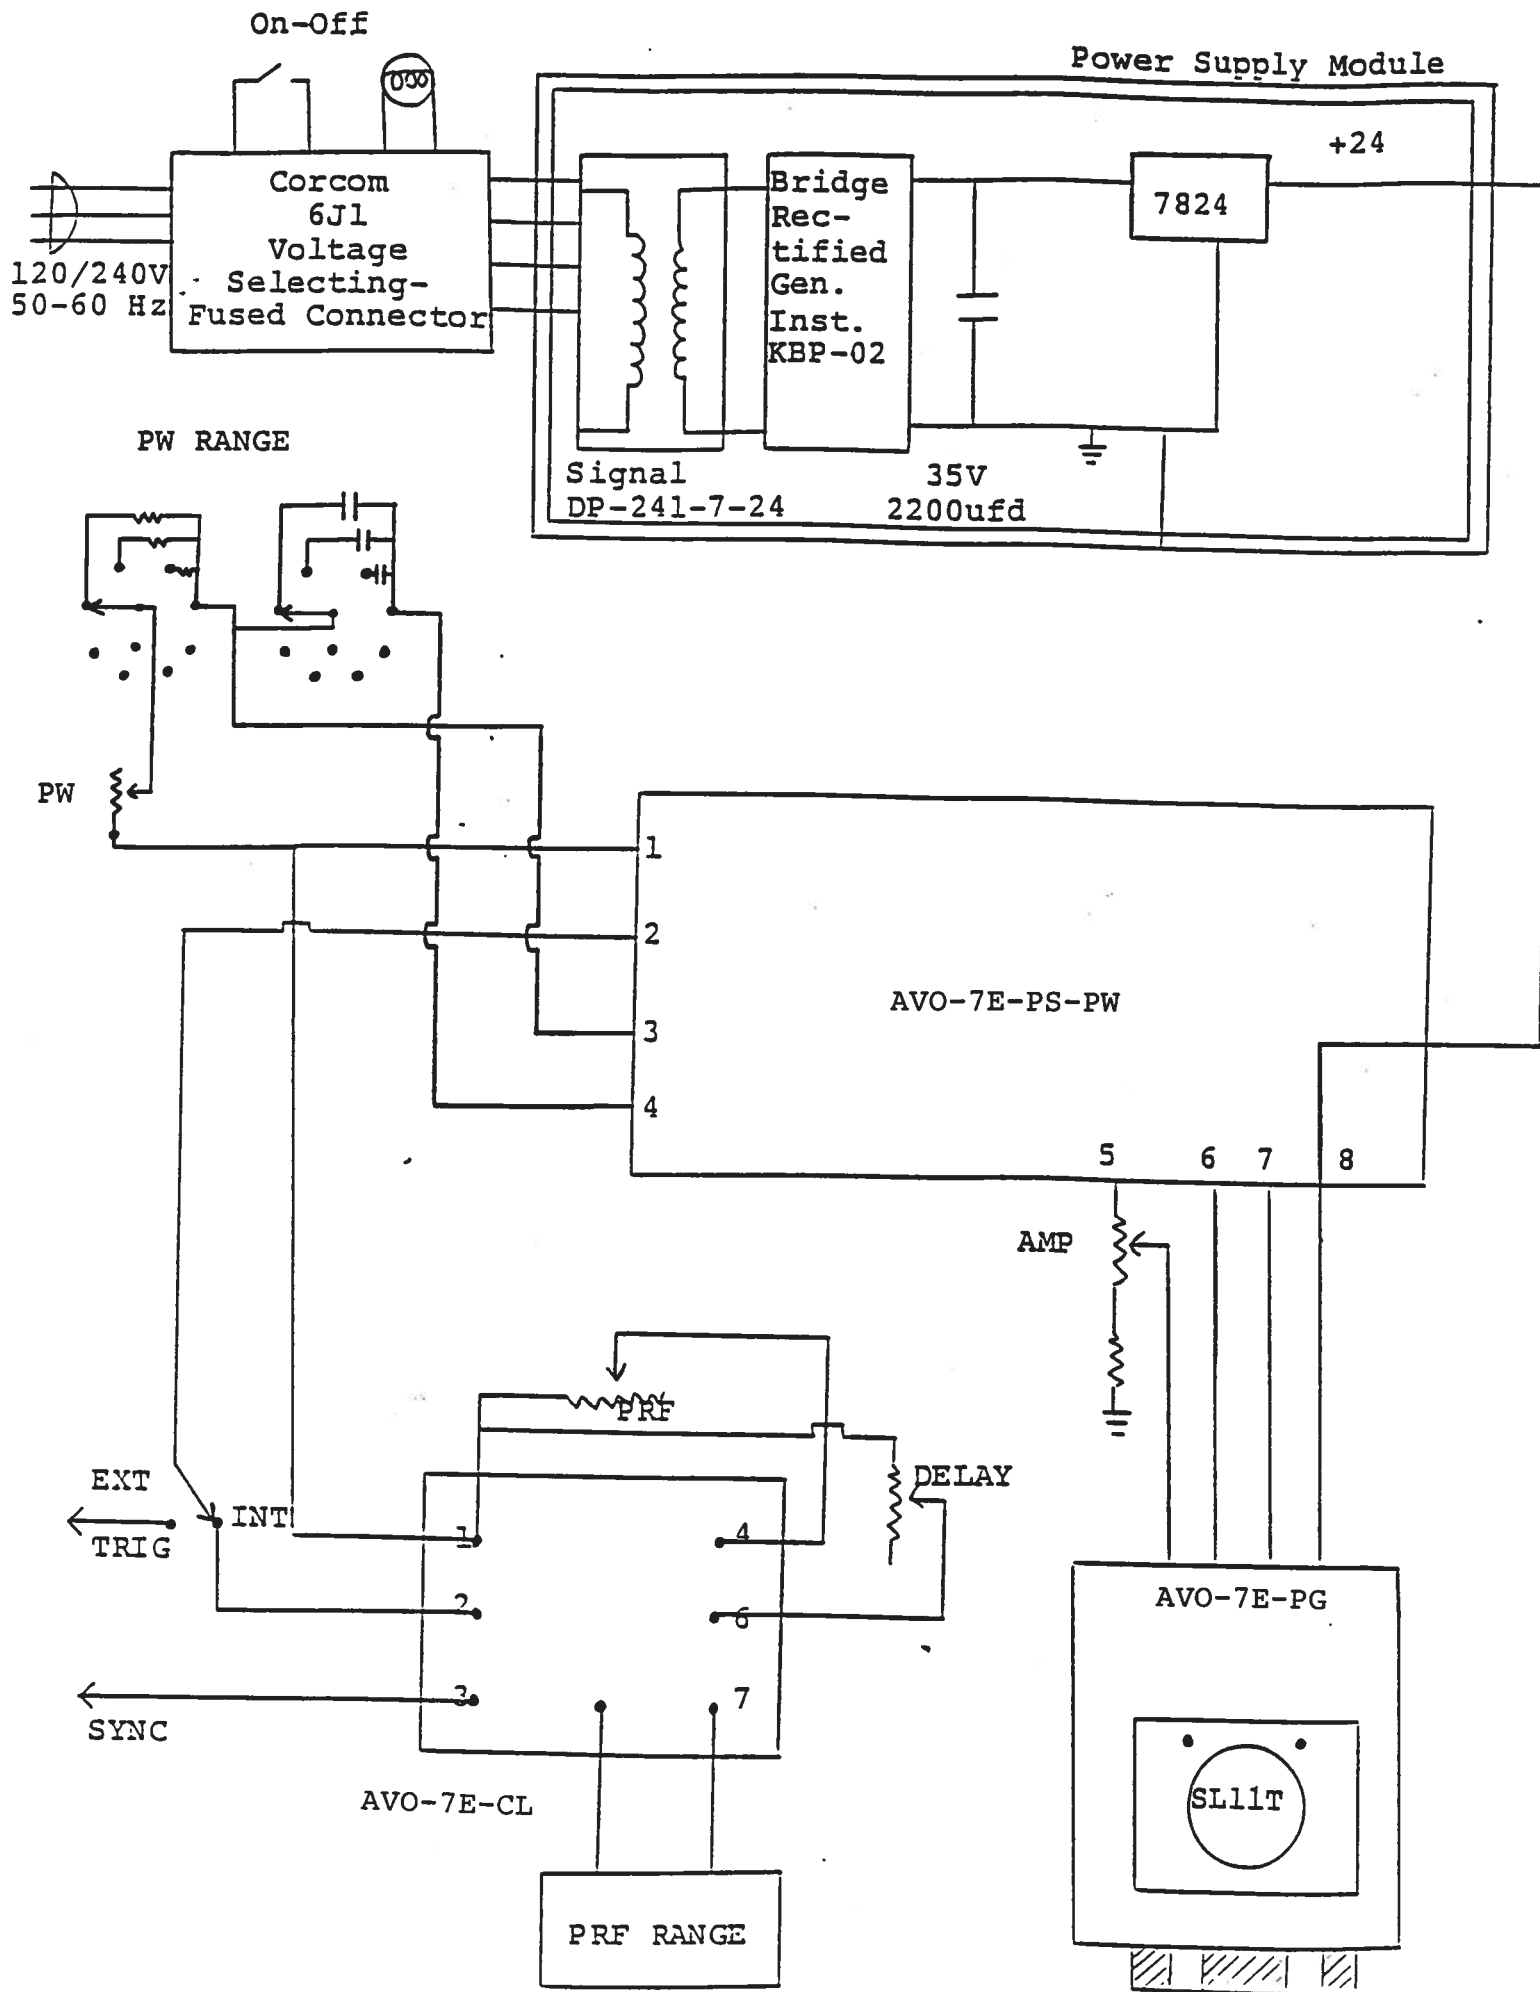 On-Off
Power Supply Module
+24
Corcom
6J1
Voltage
Selecting-
Fused Connector
120/240V
50-60 Hz
Bridge
Rec-
tified
Gen.
Inst.
KBP-02
7824
Signal
DP-241-7-24
35V
2200ufd
PW RANGE
PW
1
2
3
4
AVO-7E-PS-PW
5 6 7 8
AMP
PRF
DELAY
EXT
TRIG
INT
1
2
3
4
6
7
SYNC
AVO-7E-CL
PRF RANGE
AVO-7E-PG
SL11T